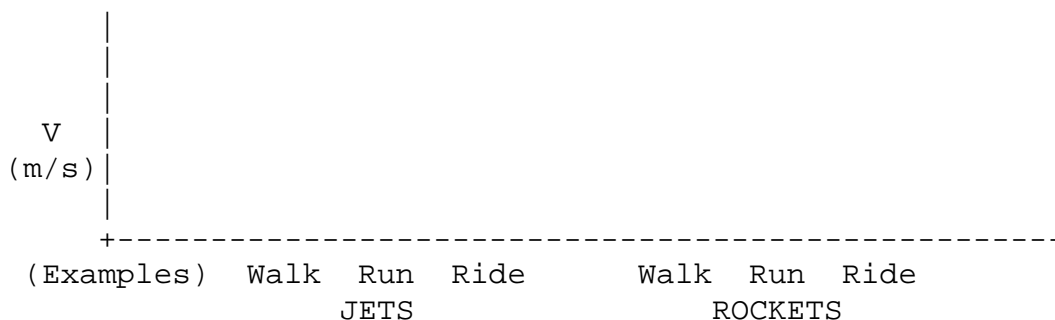 V
(m/s)
(Examples) Walk Run Ride Walk Run Ride
JETS ROCKETS